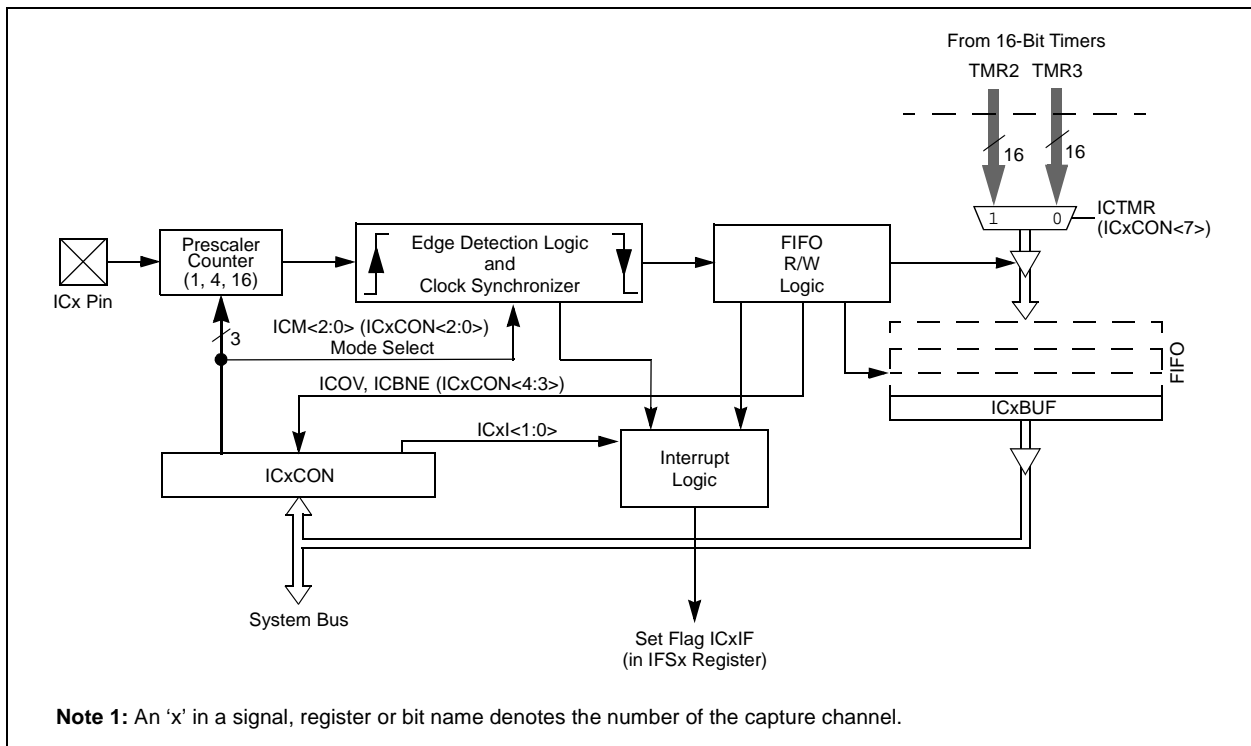 From 16-Bit Timers
TMR2 TMR3
16 16
1 0
ICTMR
(ICxCON<7>)
Prescaler
Counter
(1, 4, 16)
Edge Detection Logic
and
Clock Synchronizer
FIFO
R/W
Logic
ICx Pin
3
ICM<2:0> (ICxCON<2:0>)
Mode Select
FIFO
ICOV, ICBNE (ICxCON<4:3>)
ICxBUF
ICxI<1:0>
Interrupt
Logic
ICxCON
System Bus
Set Flag ICxIF
(in IFSx Register)
Note 1: An ‘x’ in a signal, register or bit name denotes the number of the capture channel.